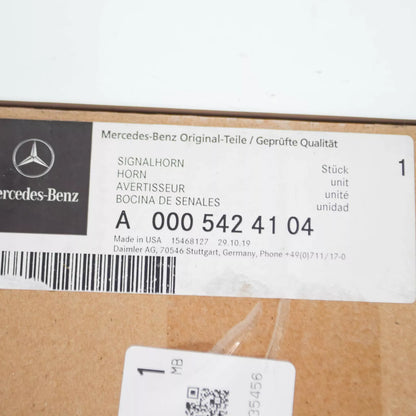 Mercedes-Benz Original-Teile / Geprüfte Qualität
SIGNALHORN
HORN
AVERTISSEUR
BOCINA DE SENALES
Stück
unit
unité
unidad
1
ercedes-Benz
A 000 542 41 04
Made in USA 15468127 29.10.19
Daimler AG, 70546 Stuttgart, Germany, Phone +49(0)711/17-0
1
MB
35456